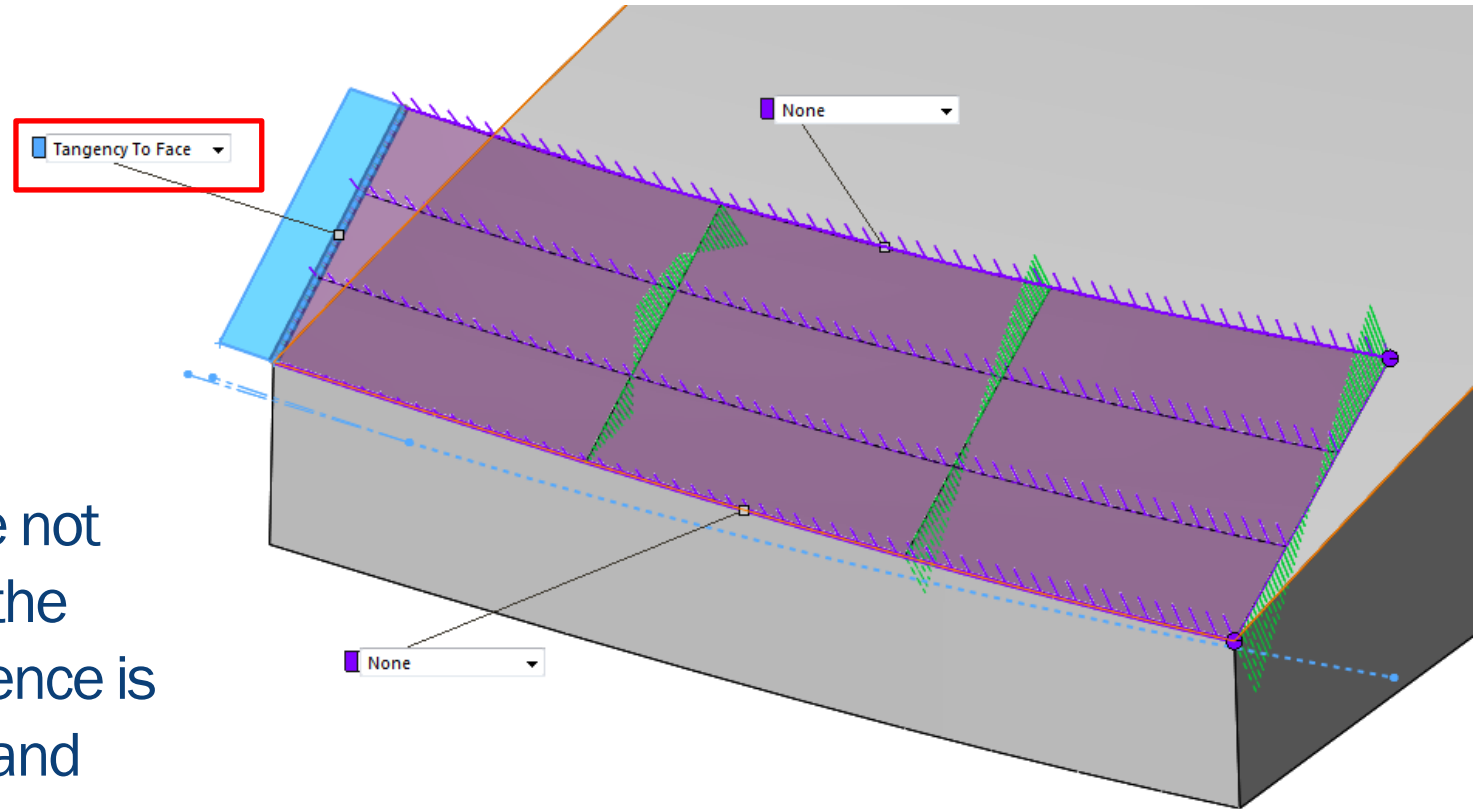 None
Tangency To Face
e not
the
ence is
and
None